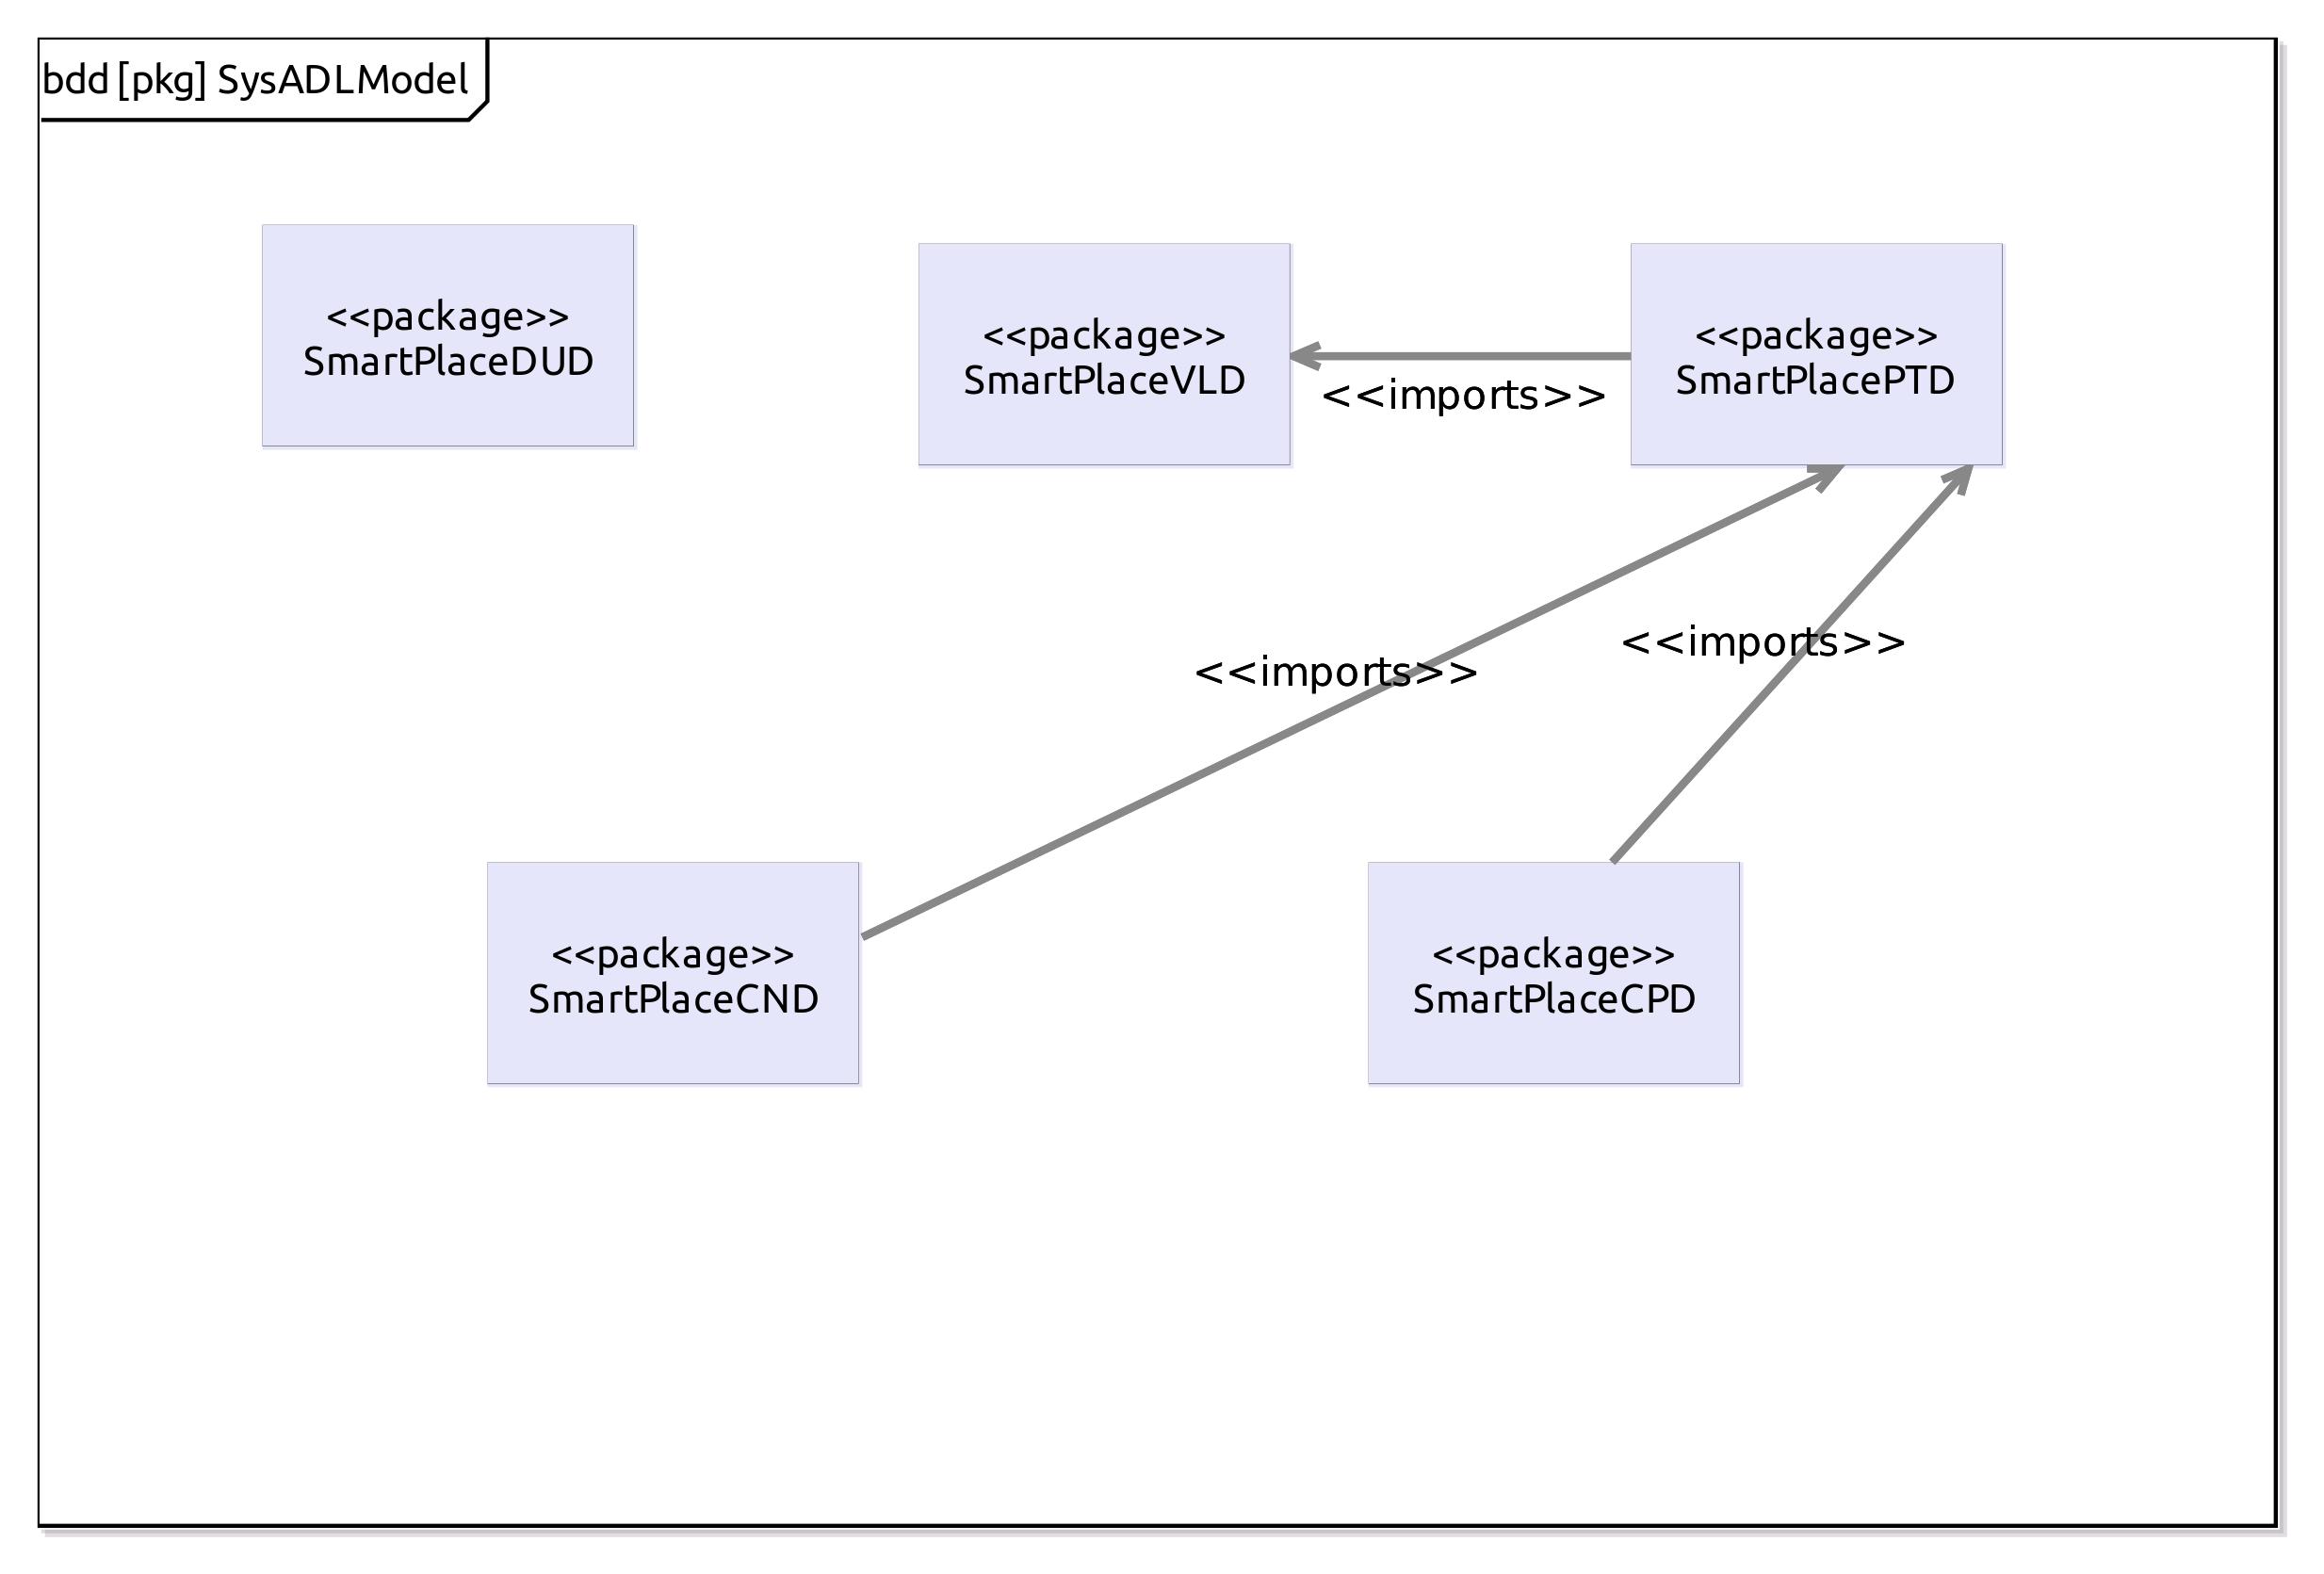 bdd [pkg] SysADLModel
<<package>>
SmartPlaceDUD
<<package>>
SmartPlaceVLD
<<imports>>
<<package>>
SmartPlacePTD
<<imports>>
<<imports>>
<<package>>
SmartPlaceCND
<<package>>
SmartPlaceCPD